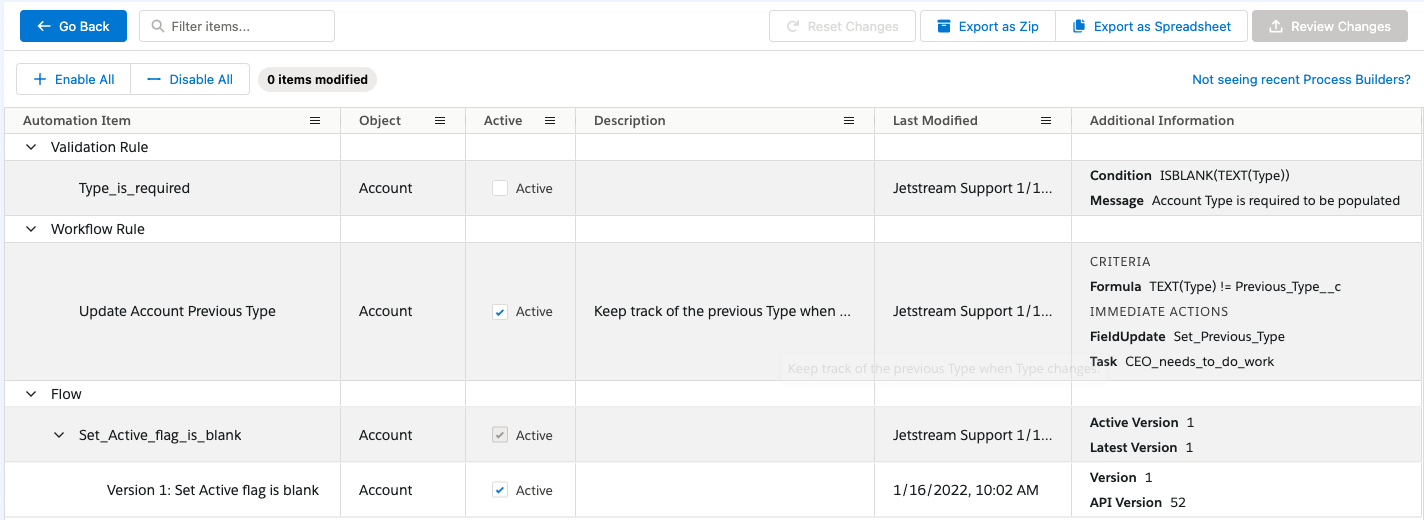 Go Back
Filter items...
Reset Changes
Export as Zip
Export as Spreadsheet
Review Changes
Enable All
Disable All
0 items modified
Not seeing recent Process Builders?
Automation Item Object Active Description Last Modified Additional Information
Validation Rule
Type_is_required Account Active Jetstream Support 1/1...
Condition ISBLANK(TEXT(Type))
Message Account Type is required to be populated
Workflow Rule
Update Account Previous Type Account Active Keep track of the previous Type when ... Jetstream Support 1/1...
CRITERIA
Formula TEXT(Type) != Previous_Type__c
IMMEDIATE ACTIONS
FieldUpdate Set_Previous_Type
Task CEO_needs_to_do_work
Keep track of the previous Type when Type changes.
Flow
Set_Active_flag_is_blank Account Active Jetstream Support 1/1...
Active Version 1
Latest Version 1
Version 1: Set Active flag is blank Account Active 1/16/2022, 10:02 AM
Version 1
API Version 52